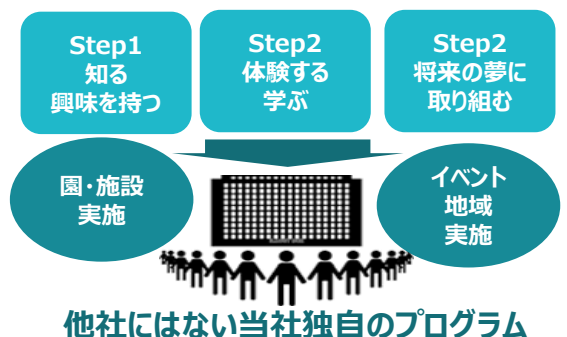 Step1
知る
興味を持つ
Step2
体験する
学ぶ
Step2
将来の夢に
取り組む
園・施設
実施
イベント
地域
実施
他社にはない当社独自のプログラム